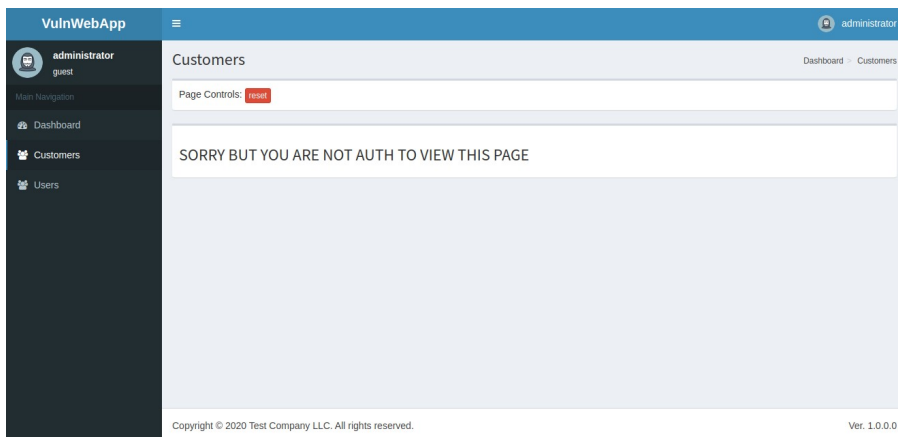 VulnWebApp
administrator
administrator
guest
Main Navigation
Dashboard
Customers
Users
Customers
Dashboard > Customers
Page Controls: reset
SORRY BUT YOU ARE NOT AUTH TO VIEW THIS PAGE
Copyright © 2020 Test Company LLC. All rights reserved.
Ver. 1.0.0.0